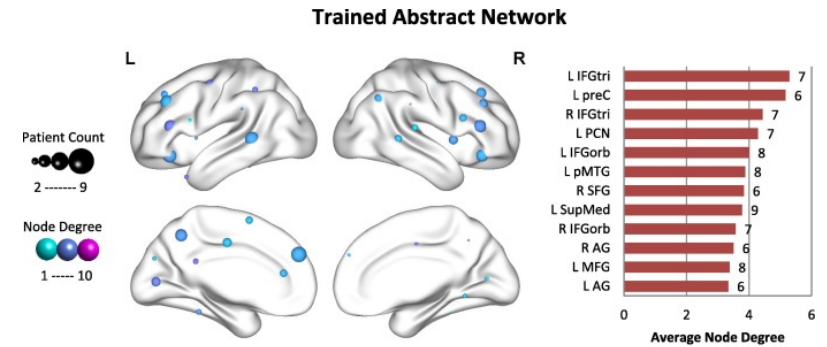 Trained Abstract Network
L
R
Patient Count
2 ------- 9
Node Degree
1 ----- 10
L IFGtri 7
L preC 6
R IFGtri 7
L PCN 7
L IFGorb 8
L pMTG 8
R SFG 6
L SupMed 9
R IFGorb 7
R AG 6
L MFG 8
L AG 6
0 2 4 6
Average Node Degree